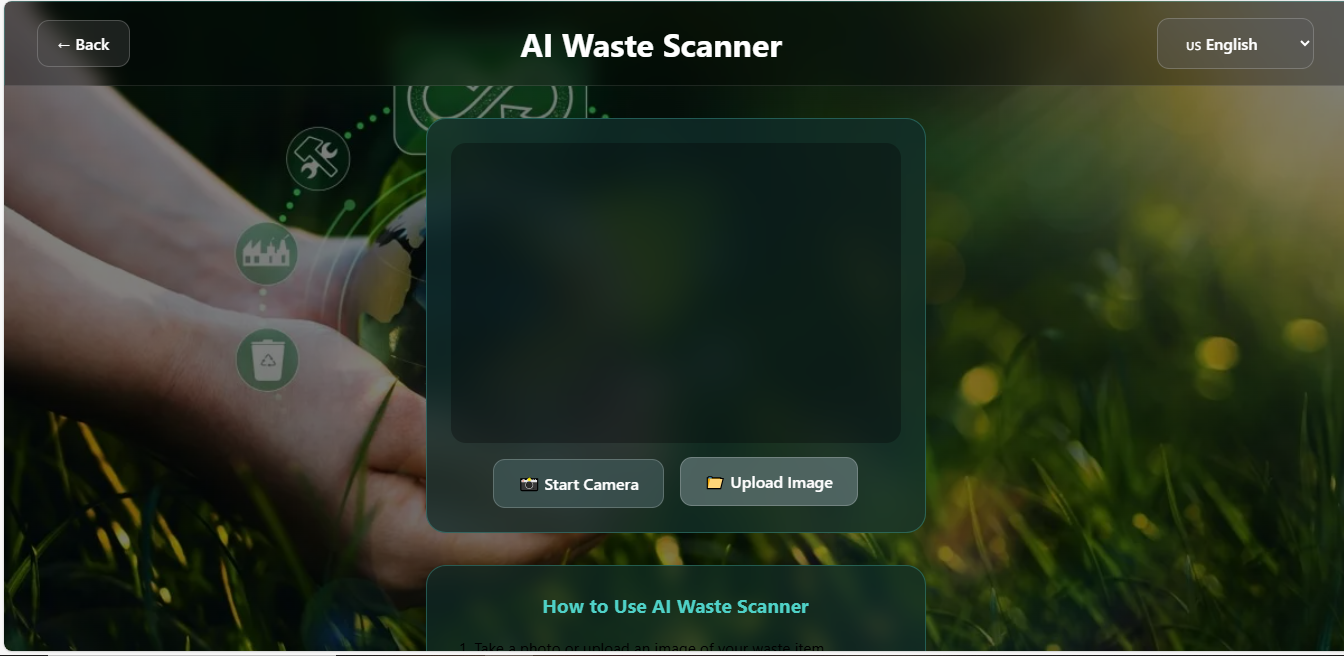 ← Back
AI Waste Scanner
us English
📸 Start Camera
📁 Upload Image
How to Use AI Waste Scanner
1. Take a photo or upload an image of your waste item